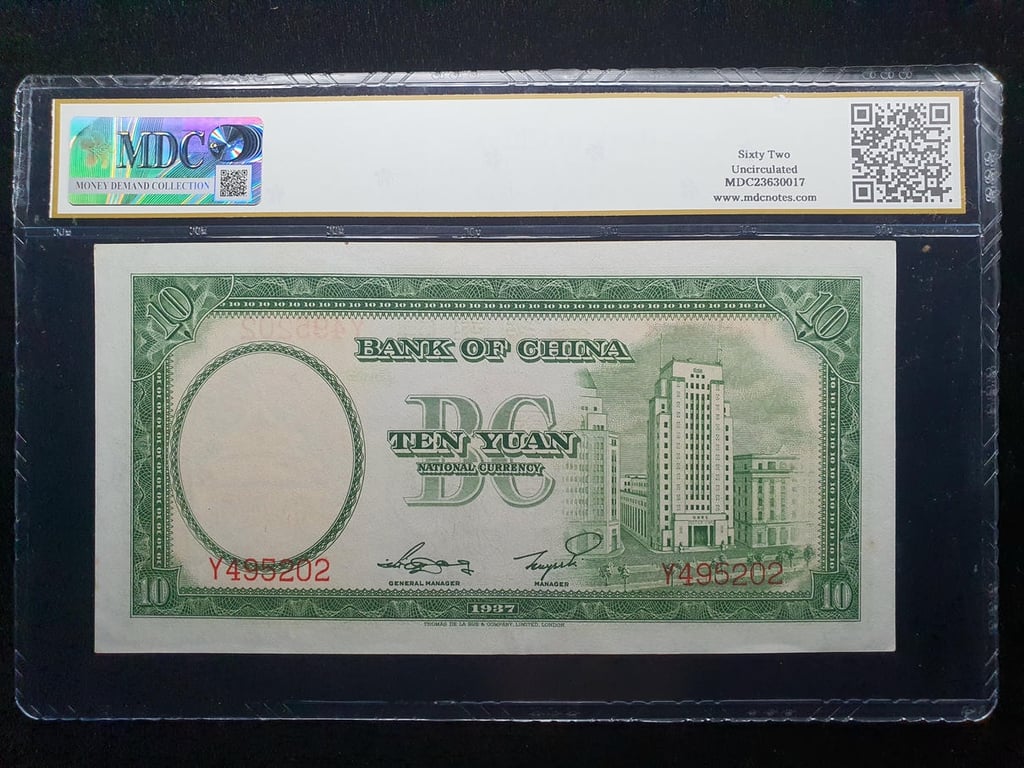 MDC
MONEY DEMAND COLLECTION
Sixty Two
Uncirculated
MDC23630017
www.mdcnotes.com
10 10
Y495202
BANK OF CHINA
BC
TEN YUAN
NATIONAL CURRENCY
Y495202 Y495202
GENERAL MANAGER MANAGER
10 1937 10
THOMAS DE LA RUE & COMPANY, LIMITED, LONDON